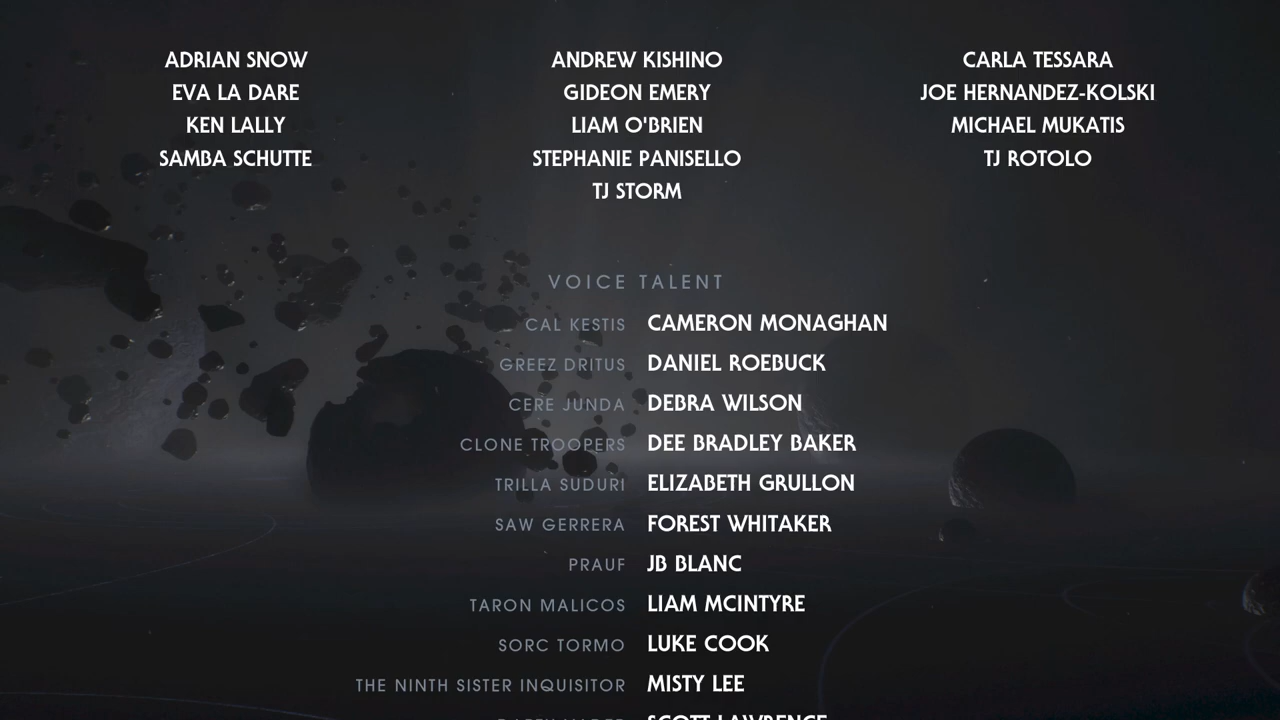 ADRIAN SNOW ANDREW KISHINO CARLA TESSARA
EVA LA DARE GIDEON EMERY JOE HERNANDEZ-KOLSKI
KEN LALLY LIAM O'BRIEN MICHAEL MUKATIS
SAMBA SCHUTTE STEPHANIE PANISELLO TJ ROTOLO
TJ STORM
VOICE TALENT
CAL KESTIS CAMERON MONAGHAN
GREEZ DRITUS DANIEL ROEBUCK
CERE JUNDA DEBRA WILSON
CLONE TROOPERS DEE BRADLEY BAKER
TRILLA SUDURI ELIZABETH GRULLON
SAW GERRERA FOREST WHITAKER
PRAUF JB BLANC
TARON MALICOS LIAM MCINTYRE
SORC TORMO LUKE COOK
THE NINTH SISTER INQUISITOR MISTY LEE
SCOTT LAWRENCE